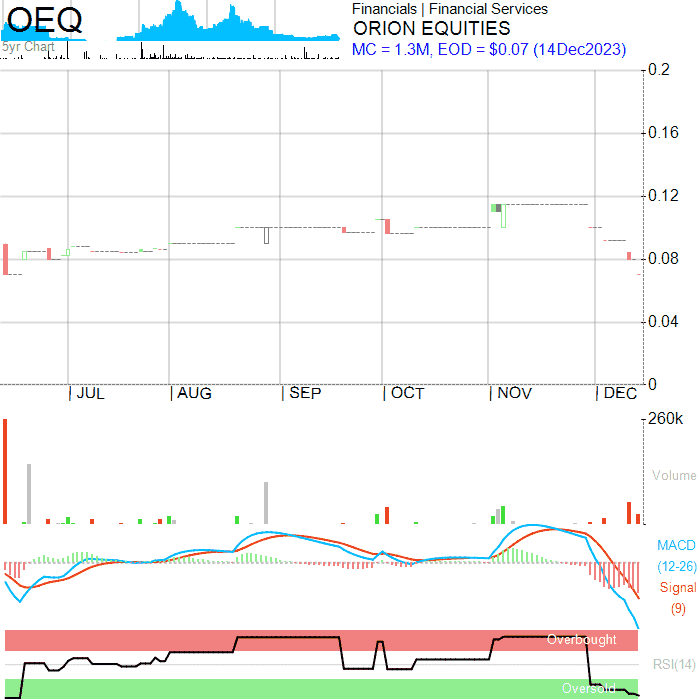 OEQ
5yr Chart
Financials | Financial Services
ORION EQUITIES
MC = 1.3M, EOD = $0.07 (14Dec2023)
0.2
0.16
0.12
0.08
0.04
0
JUL
AUG
SEP
OCT
NOV
DEC
260k
Volume
MACD
(12-26)
Signal
(9)
Overbought
RSI(14)
Oversold